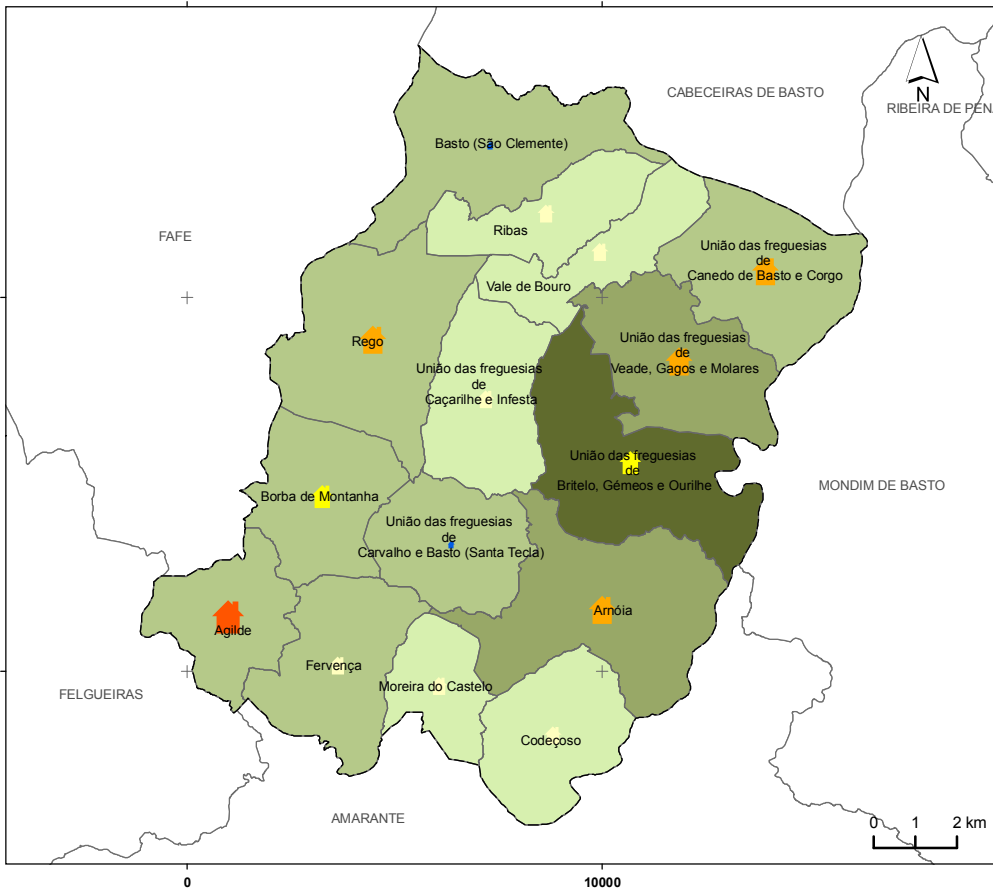 CABECEIRAS DE BASTO
N
RIBEIRA DE PEN
Basto (São Clemente)
FAFE
Ribas
União das freguesias
de
Canedo de Basto e Corgo
Vale de Bouro
Rego
União das freguesias
de
Veade, Gagos e Molares
União das freguesias
de
Caçarilhe e Infesta
União das freguesias
de
Britelo, Gémeos e Ourilhe
MONDIM DE BASTO
Borba de Montanha
União das freguesias
de
Carvalho e Basto (Santa Tecla)
Arnóia
Agilde
Fervença
Moreira do Castelo
FELGUEIRAS
Codeçoso
AMARANTE
0 1 2 km
0 10000